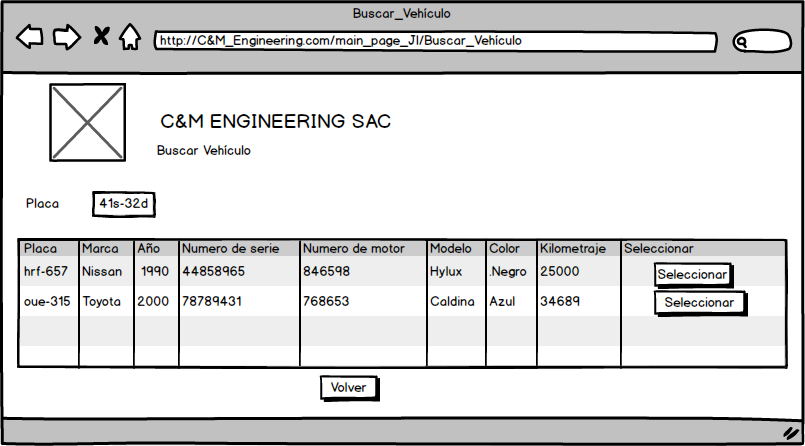 Buscar_Vehículo
http://C&M_Engineering.com/main_page_JI/Buscar_Vehículo
C&M ENGINEERING SAC
Buscar Vehículo
Placa 41s-32d
Placa Marca Año Numero de serie Numero de motor Modelo Color Kilometraje Seleccionar
hrf-657 Nissan 1990 44858965 846598 Hylux .Negro 25000 Seleccionar
oue-315 Toyota 2000 78789431 768653 Caldina Azul 34689 Seleccionar
Volver